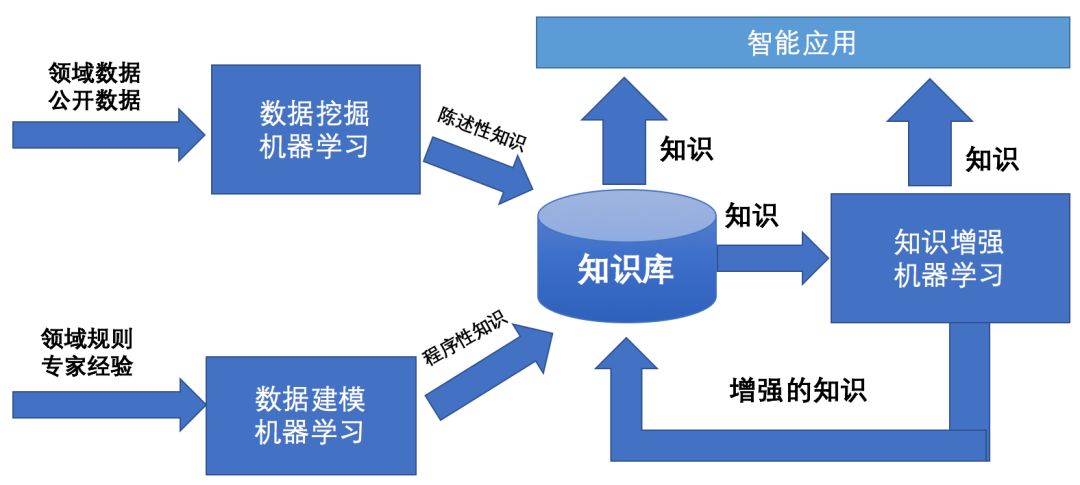 智能应用
领域数据
公开数据
数据挖掘
机器学习
陈述性知识
知识
知识
知识
知识库
知识增强
机器学习
领域规则
专家经验
数据建模
机器学习
程序性知识
增强的知识